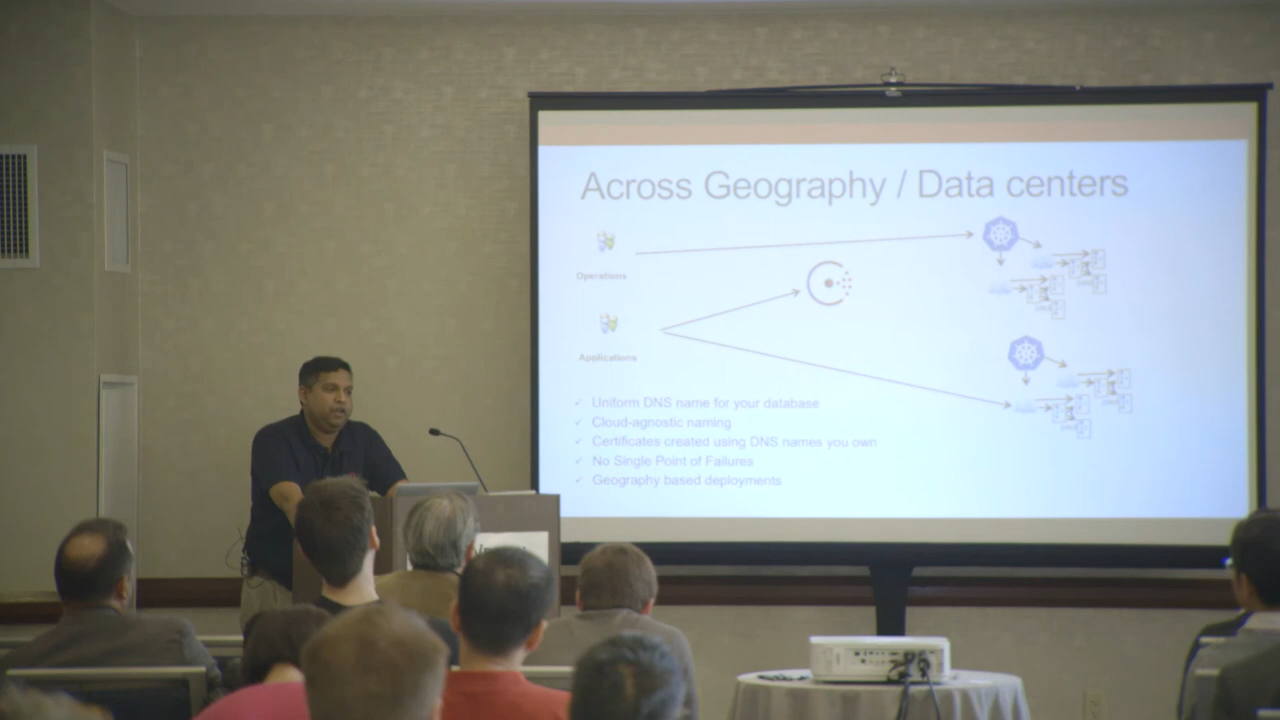 Across Geography / Data centers
Operations
Applications
Uniform DNS name for your database
Cloud-agnostic naming
Certificates created using DNS names you own
No Single Point of Failures
Geography based deployments